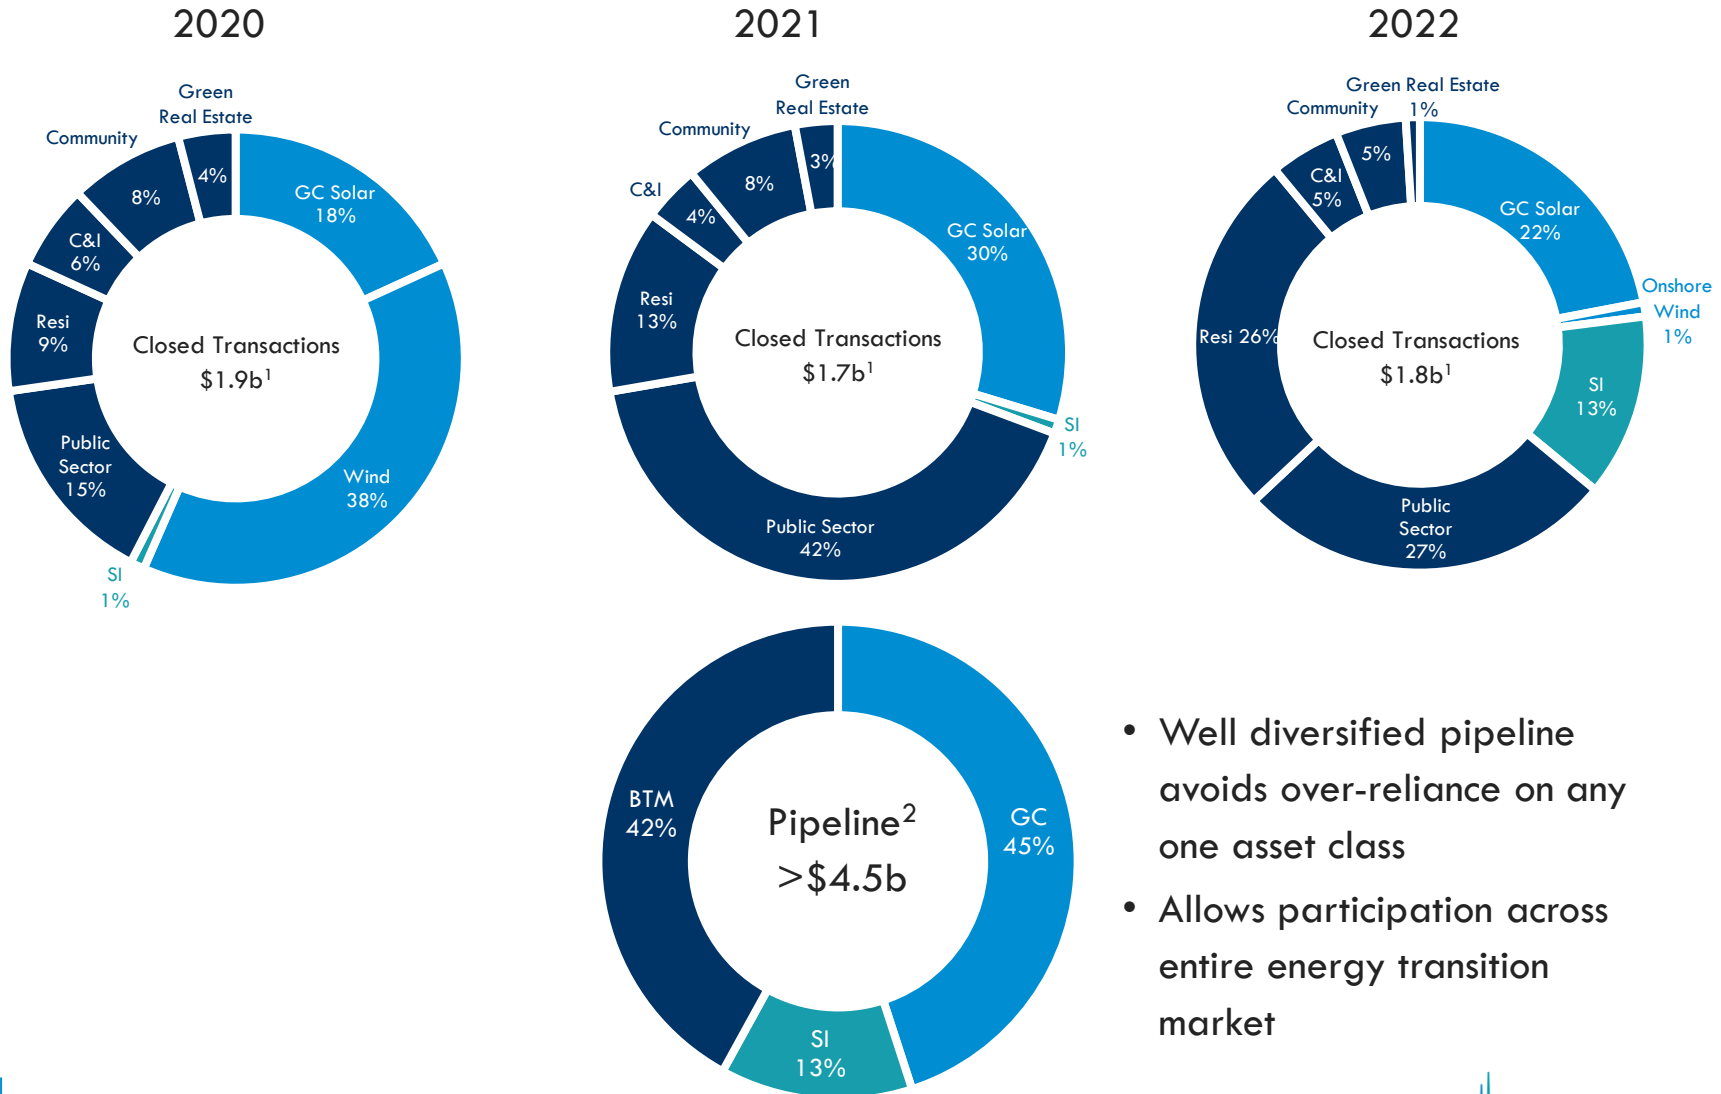 2020
Green
Real Estate
Community
4%
8%
GC Solar
18%
C&I
6%
Resi
9%
Closed Transactions
$1.9b¹
Public
Sector
15%
Wind
38%
SI
1%
2021
Green
Real Estate
Community
3%
8%
C&I
4%
GC Solar
30%
Resi
13%
Closed Transactions
$1.7b¹
SI
1%
Public Sector
42%
2022
Green Real Estate
1%
Community
5%
C&I
5%
GC Solar
22%
Onshore
Wind
1%
Resi 26%
Closed Transactions
$1.8b¹
SI
13%
Public
Sector
27%
BTM
42%
Pipeline²
>$4.5b
GC
45%
SI
13%
• Well diversified pipeline
avoids over-reliance on any
one asset class
• Allows participation across
entire energy transition
market